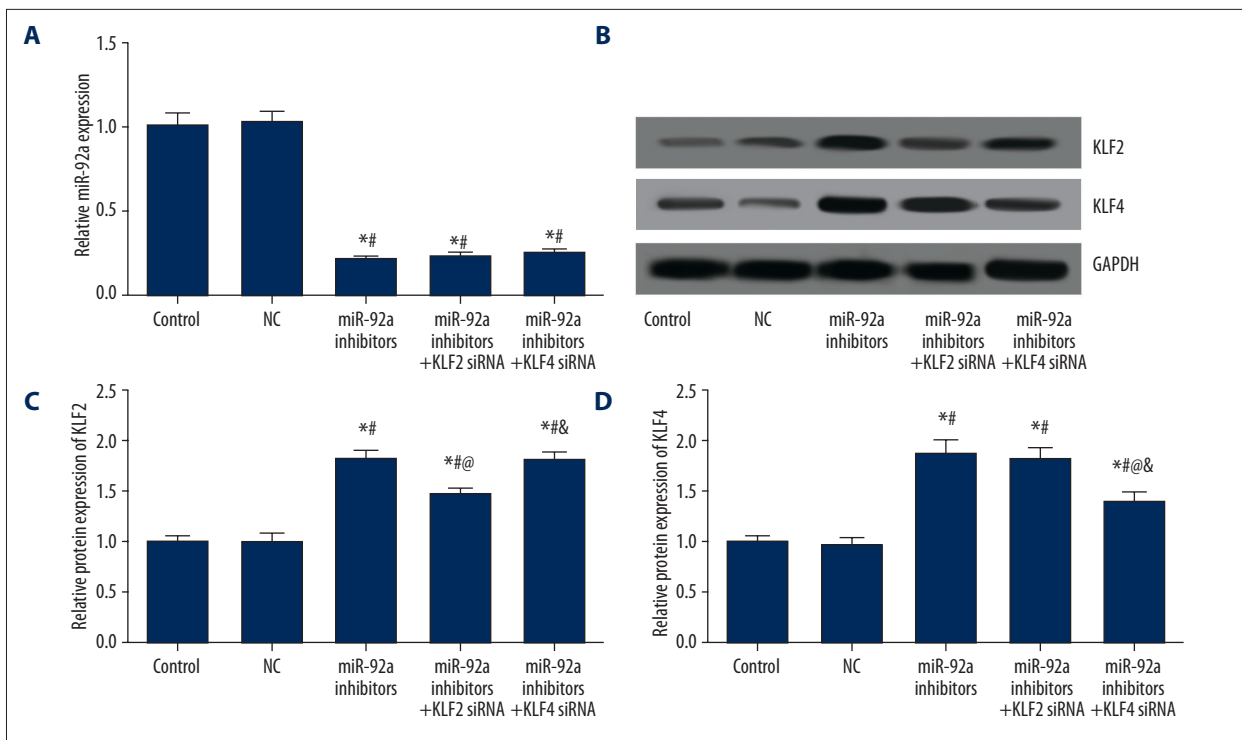 A
Relative miR-92a expression
1.5
1.0
0.5
0.0
*#
*#
*#
Control
NC
miR-92a
inhibitors
miR-92a
inhibitors
+KLF2 siRNA
miR-92a
inhibitors
+KLF4 siRNA
B
KLF2
KLF4
GAPDH
Control
NC
miR-92a
inhibitors
miR-92a
inhibitors
+KLF2 siRNA
miR-92a
inhibitors
+KLF4 siRNA
C
Relative protein expression of KLF2
2.5
2.0
1.5
1.0
0.5
0.0
*#
*#@
*#&
Control
NC
miR-92a
inhibitors
miR-92a
inhibitors
+KLF2 siRNA
miR-92a
inhibitors
+KLF4 siRNA
D
Relative protein expression of KLF4
2.5
2.0
1.5
1.0
0.5
0.0
*#
*#
*#@&
Control
NC
miR-92a
inhibitors
miR-92a
inhibitors
+KLF2 siRNA
miR-92a
inhibitors
+KLF4 siRNA